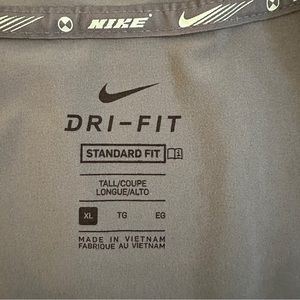 NIKE
DRI-FIT
STANDARD FIT
TALL/COUPE
LONGUE/ALTO
XL TG EG
MADE IN VIETNAM
FABRIQUÉ AU VIETNAM